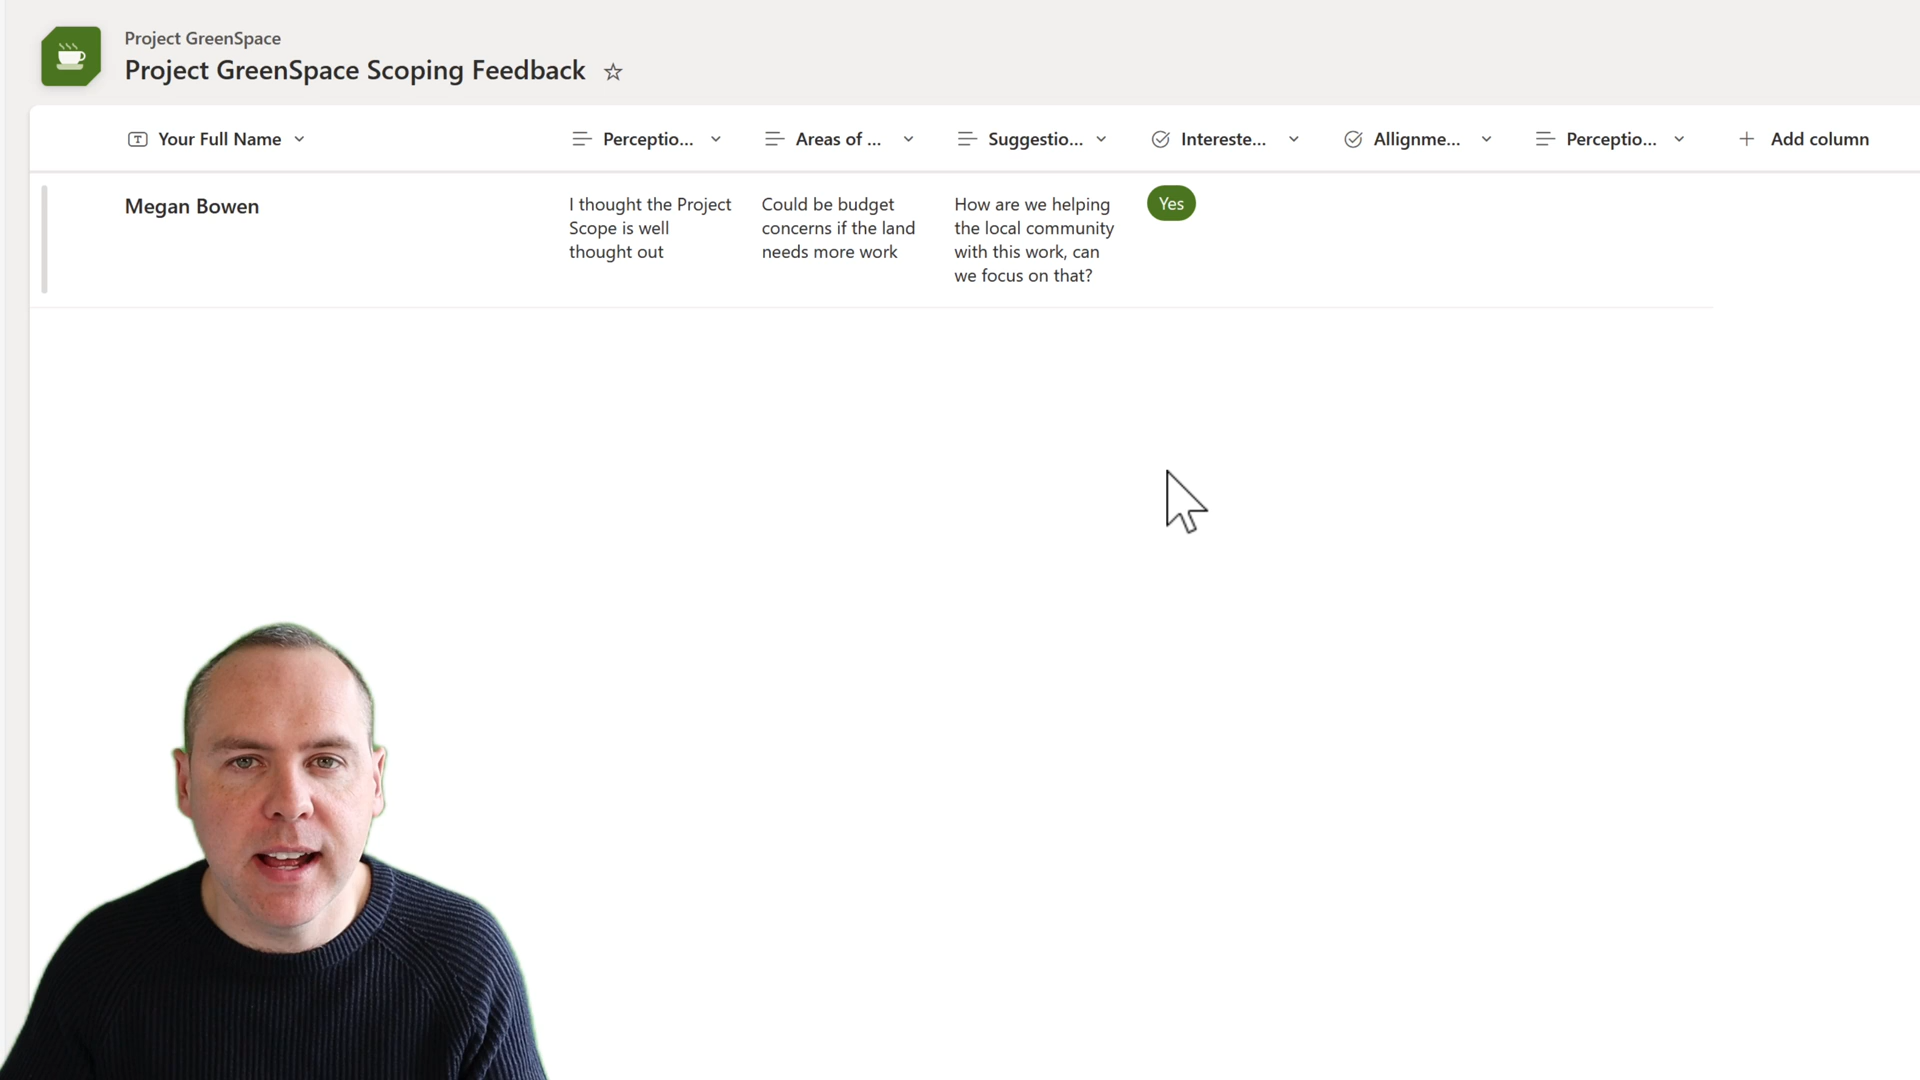 Project GreenSpace
Project GreenSpace Scoping Feedback
Your Full Name
Perceptio...
Areas of ...
Suggestio...
Intereste...
Allignme...
Perceptio...
Add column
Megan Bowen
I thought the Project
Scope is well
thought out
Could be budget
concerns if the land
needs more work
How are we helping
the local community
with this work, can
we focus on that?
Yes